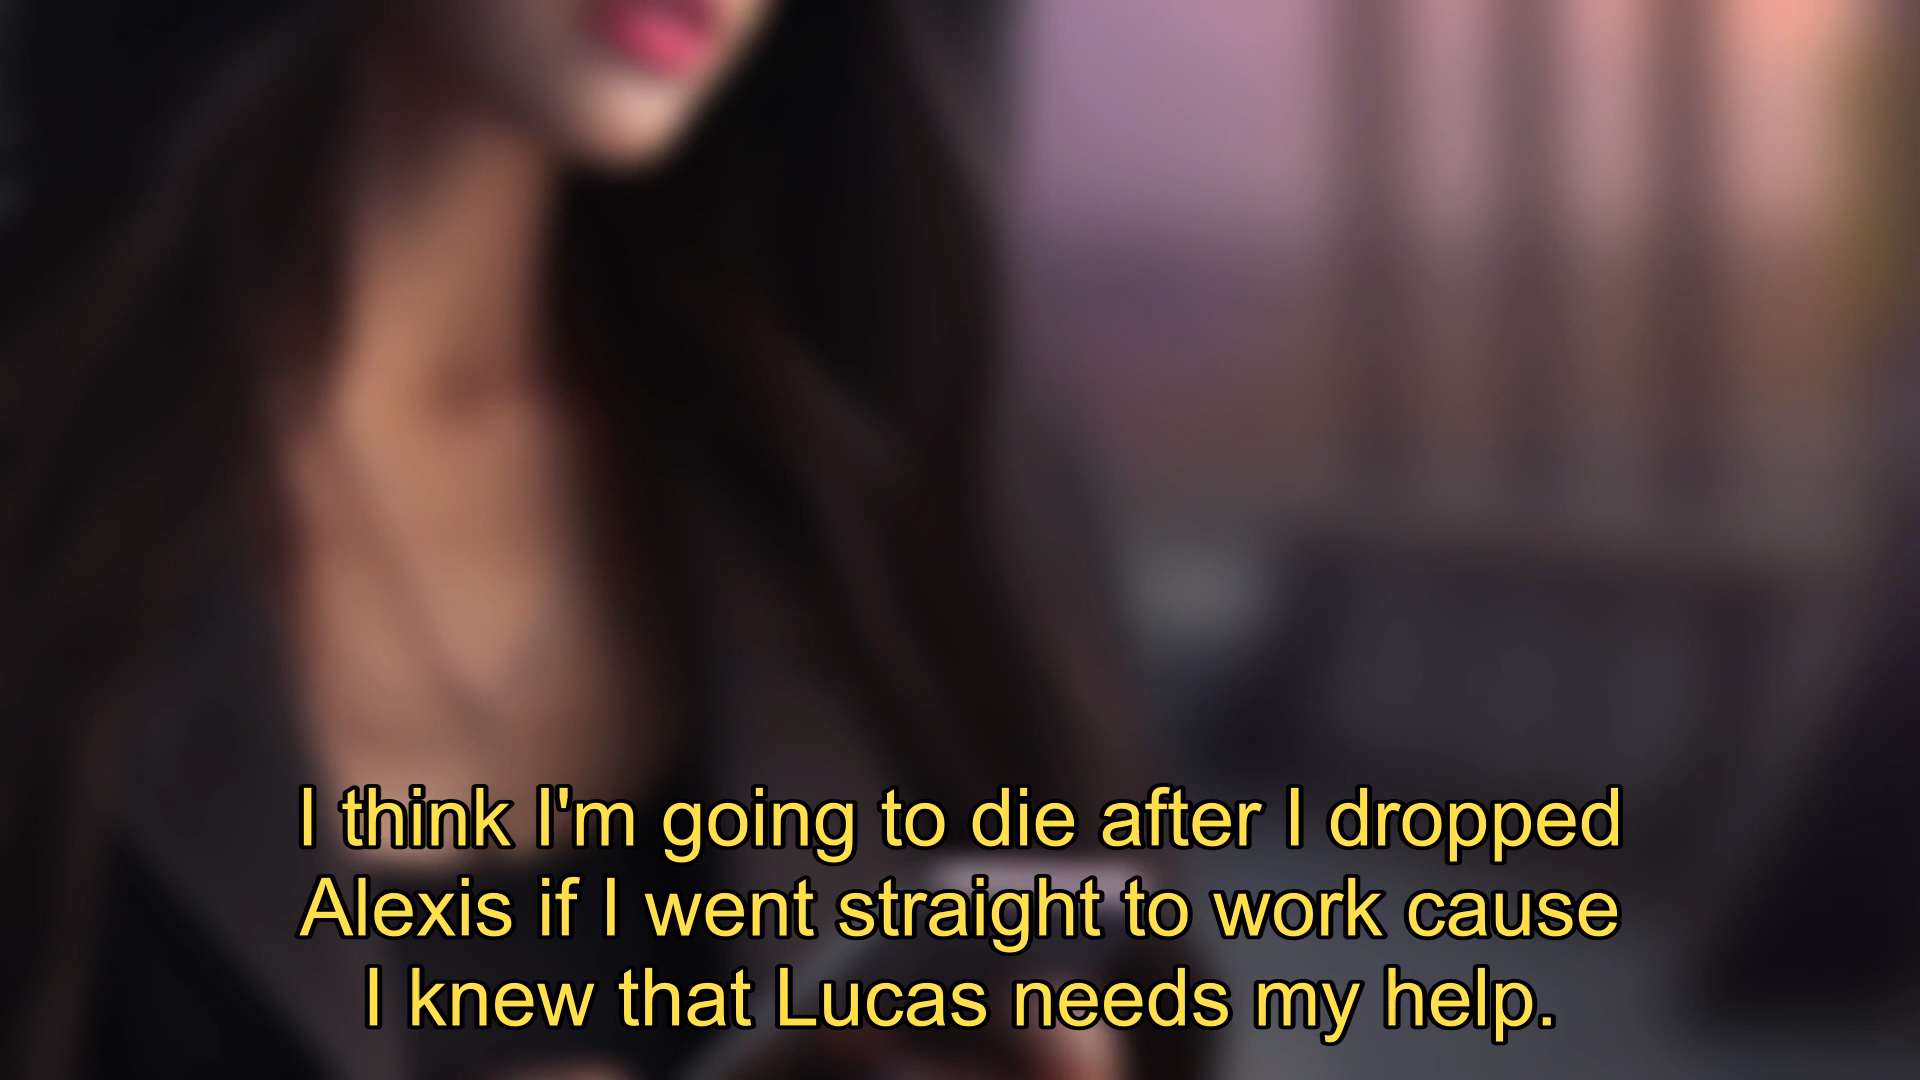 I think I'm going to die after I dropped
Alexis if I went straight to work cause
I knew that Lucas needs my help.